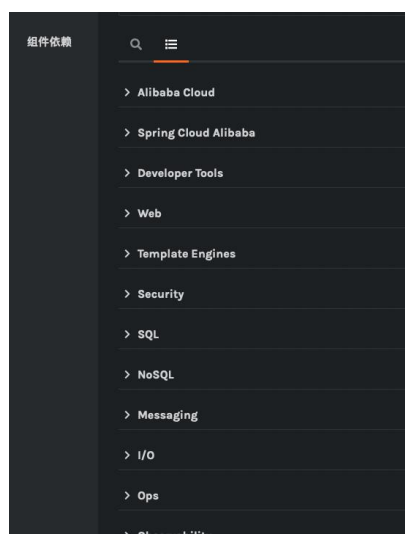 组件依赖
Alibaba Cloud
Spring Cloud Alibaba
Developer Tools
Web
Template Engines
Security
SQL
NoSQL
Messaging
I/O
Ops